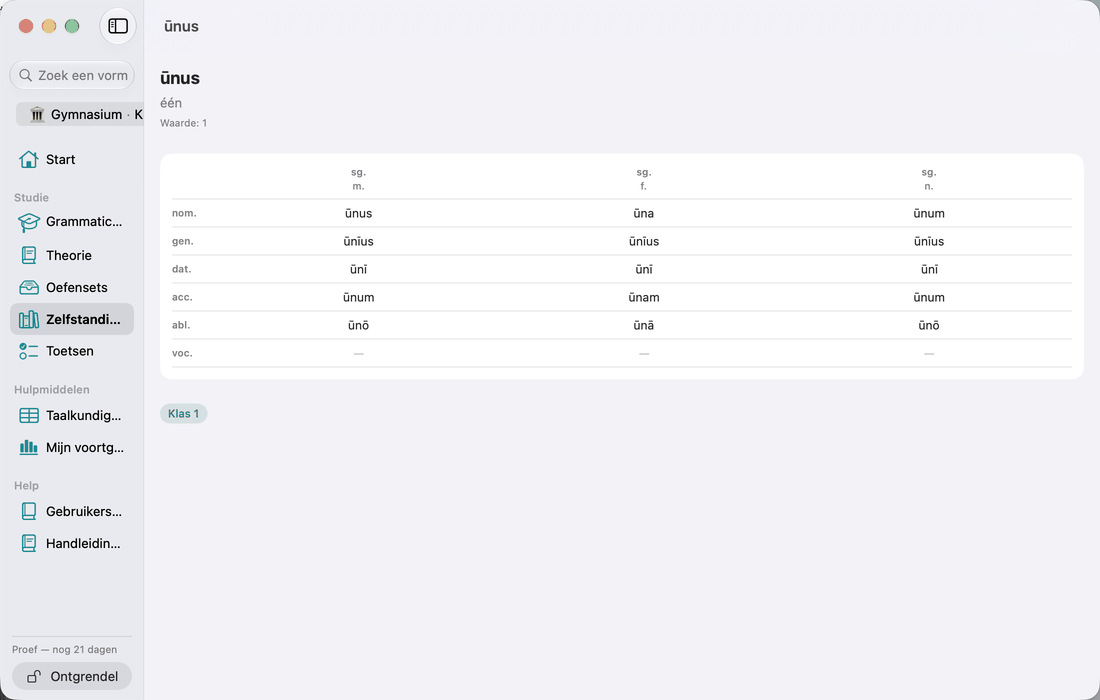 ūnus
Zoek een vorm
Gymnasium · K
Start
Studie
Grammatic...
Theorie
Oefensets
Zelfstandi...
Toetsen
Hulpmiddelen
Taalkundig...
Mijn voortg...
Help
Gebruikers...
Handleidin...
Proef — nog 21 dagen
Ontgrendel
ūnus
één
Waarde: 1
sg. sg. sg.
m. f. n.
nom. ūnus ūna ūnum
gen. ūnīus ūnīus ūnīus
dat. ūnī ūnī ūnī
acc. ūnum ūnam ūnum
abl. ūnō ūnā ūnō
voc. — — —
Klas 1